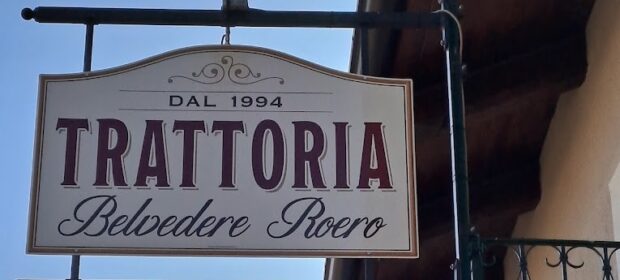 DAL 1994
TRATTORIA
Belvedere Roero